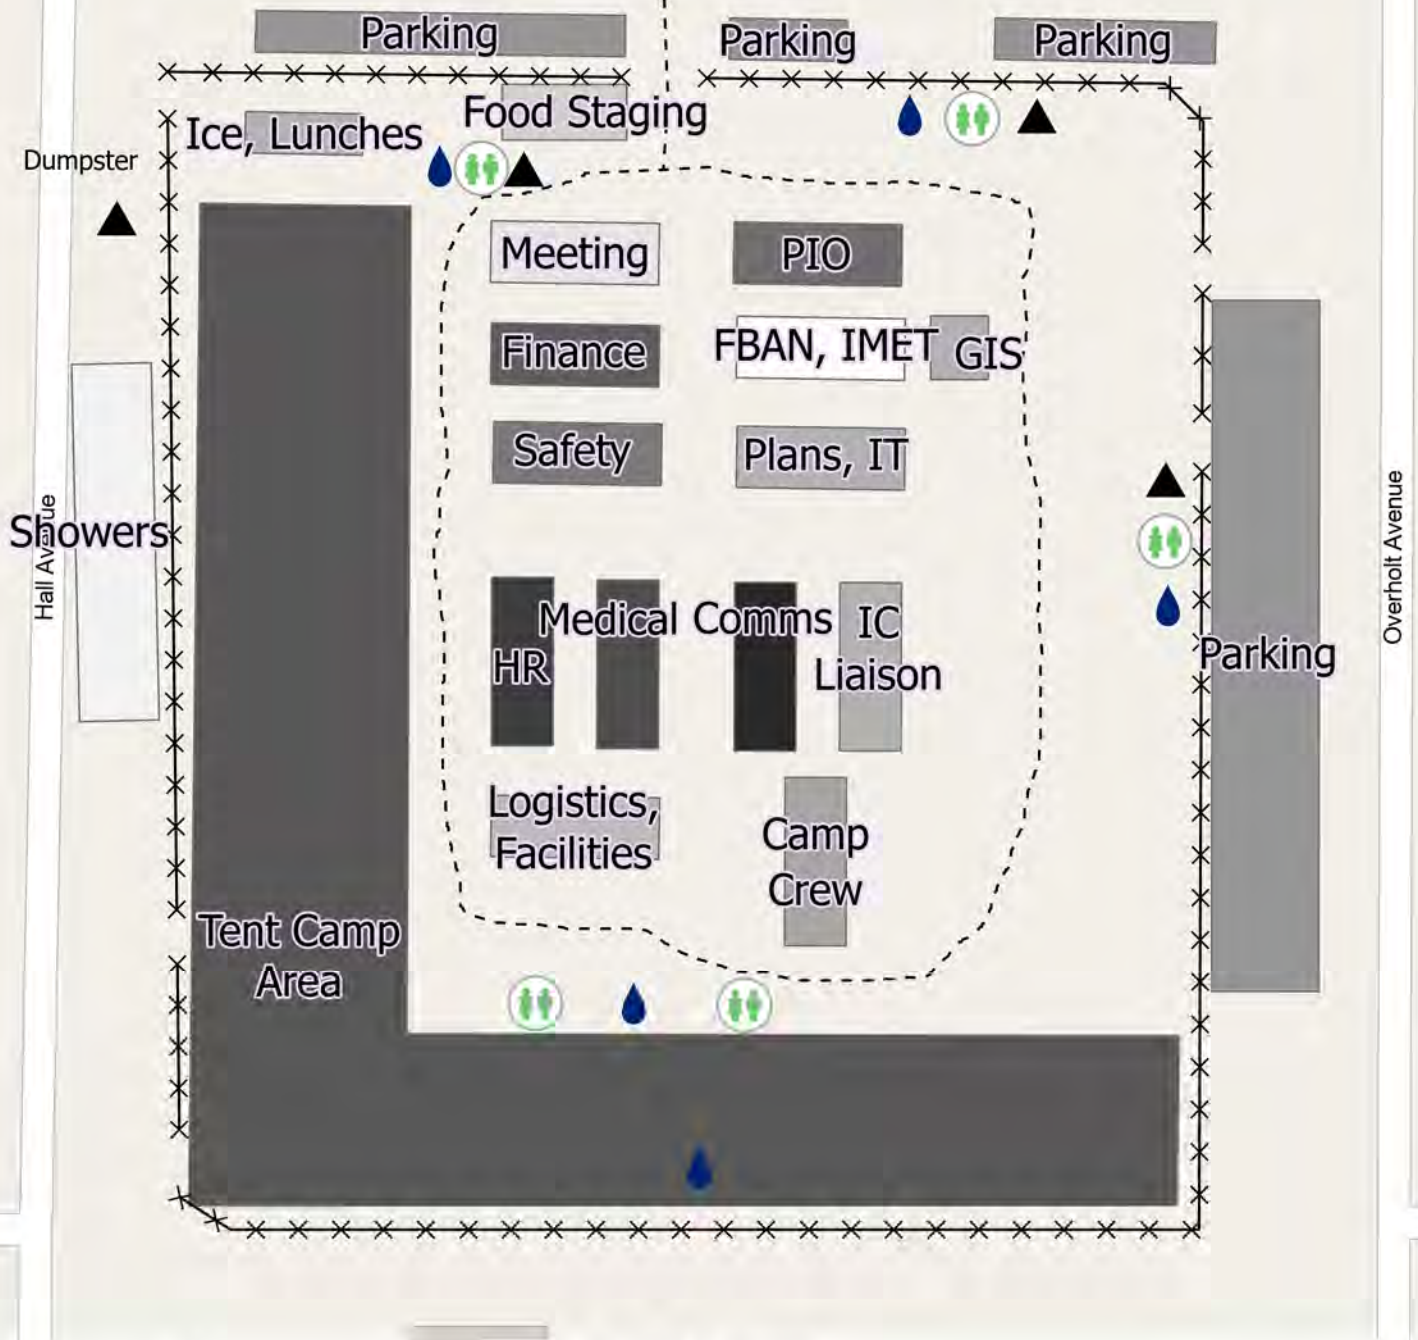 Parking
Parking
Parking
Food Staging
Ice, Lunches
Dumpster
Meeting
PIO
Finance
FBAN, IMET
GIS
Safety
Plans, IT
Showers
Hall Avenue
Overholt Avenue
Medical
Comms
IC
HR
Liaison
Parking
Logistics,
Facilities
Camp
Crew
Tent Camp
Area